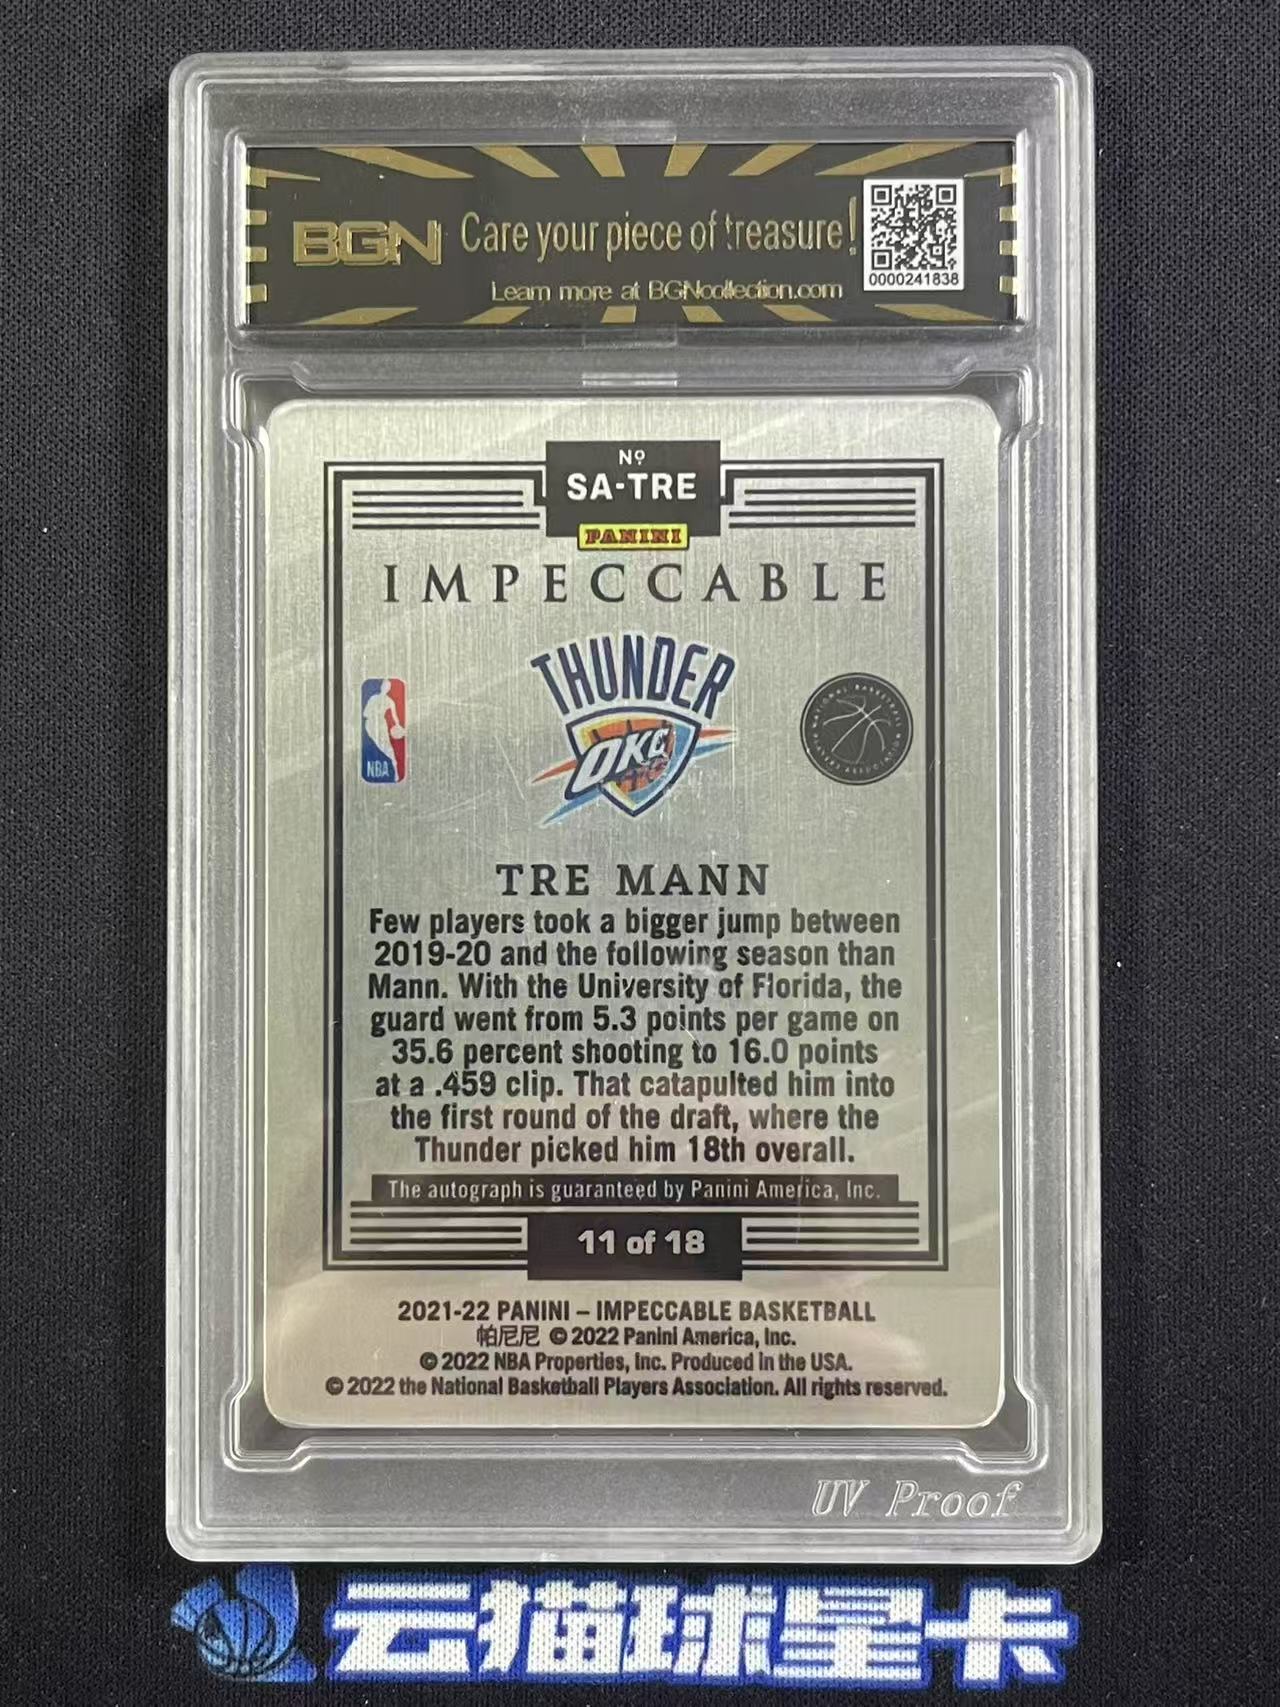 BGN Care your piece of treasure!
Learn more at BGNcollection.com
0000241838
Nº
SA-TRE
PANINI
IMPECCABLE
THUNDER
OKC
NBA
NATIONAL BASKETBALL
PLAYERS ASSOCIATION
TRE MANN
Few players took a bigger jump between
2019-20 and the following season than
Mann. With the University of Florida, the
guard went from 5.3 points per game on
35.6 percent shooting to 16.0 points
at a .459 clip. That catapulted him into
the first round of the draft, where the
Thunder picked him 18th overall.
The autograph is guaranteed by Panini America, Inc.
11 of 18
2021-22 PANINI – IMPECCABLE BASKETBALL
帕尼尼 © 2022 Panini America, Inc.
© 2022 NBA Properties, Inc. Produced in the USA.
© 2022 the National Basketball Players Association. All rights reserved.
UV Proof
云猫球星卡